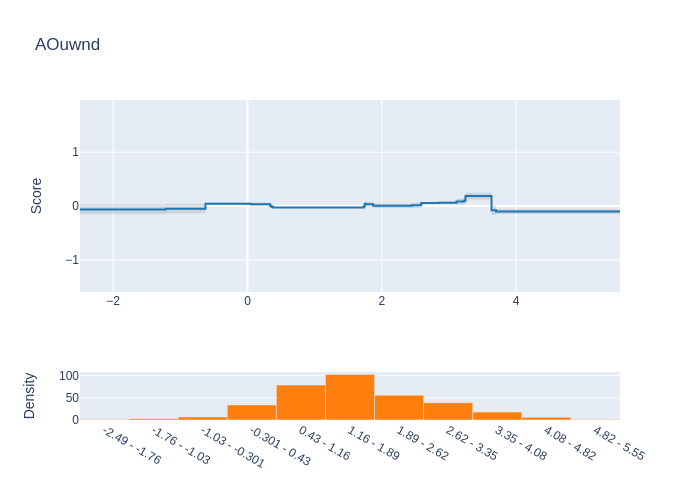 AOuwnd
Score
1
0
−1
−2
0
2
4
Density
100
50
0
-2.49 - -1.76
-1.76 - -1.03
-1.03 - -0.301
-0.301 - 0.43
0.43 - 1.16
1.16 - 1.89
1.89 - 2.62
2.62 - 3.35
3.35 - 4.08
4.08 - 4.82
4.82 - 5.55